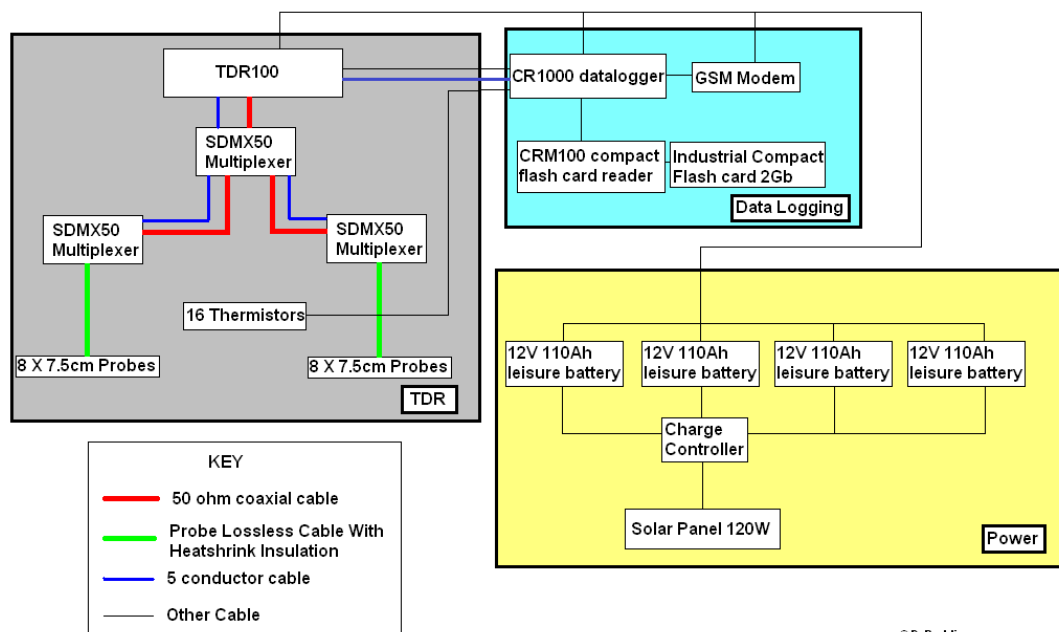 TDR100
SDMX50
Multiplexer
SDMX50
Multiplexer
SDMX50
Multiplexer
16 Thermistors
8 X 7.5cm Probes
8 X 7.5cm Probes
TDR
CR1000 datalogger
GSM Modem
CRM100 compact
flash card reader
Industrial Compact
Flash card 2Gb
Data Logging
12V 110Ah
leisure battery
12V 110Ah
leisure battery
12V 110Ah
leisure battery
12V 110Ah
leisure battery
Charge
Controller
Solar Panel 120W
Power
KEY
50 ohm coaxial cable
Probe Lossless Cable With
Heatshrink Insulation
5 conductor cable
Other Cable